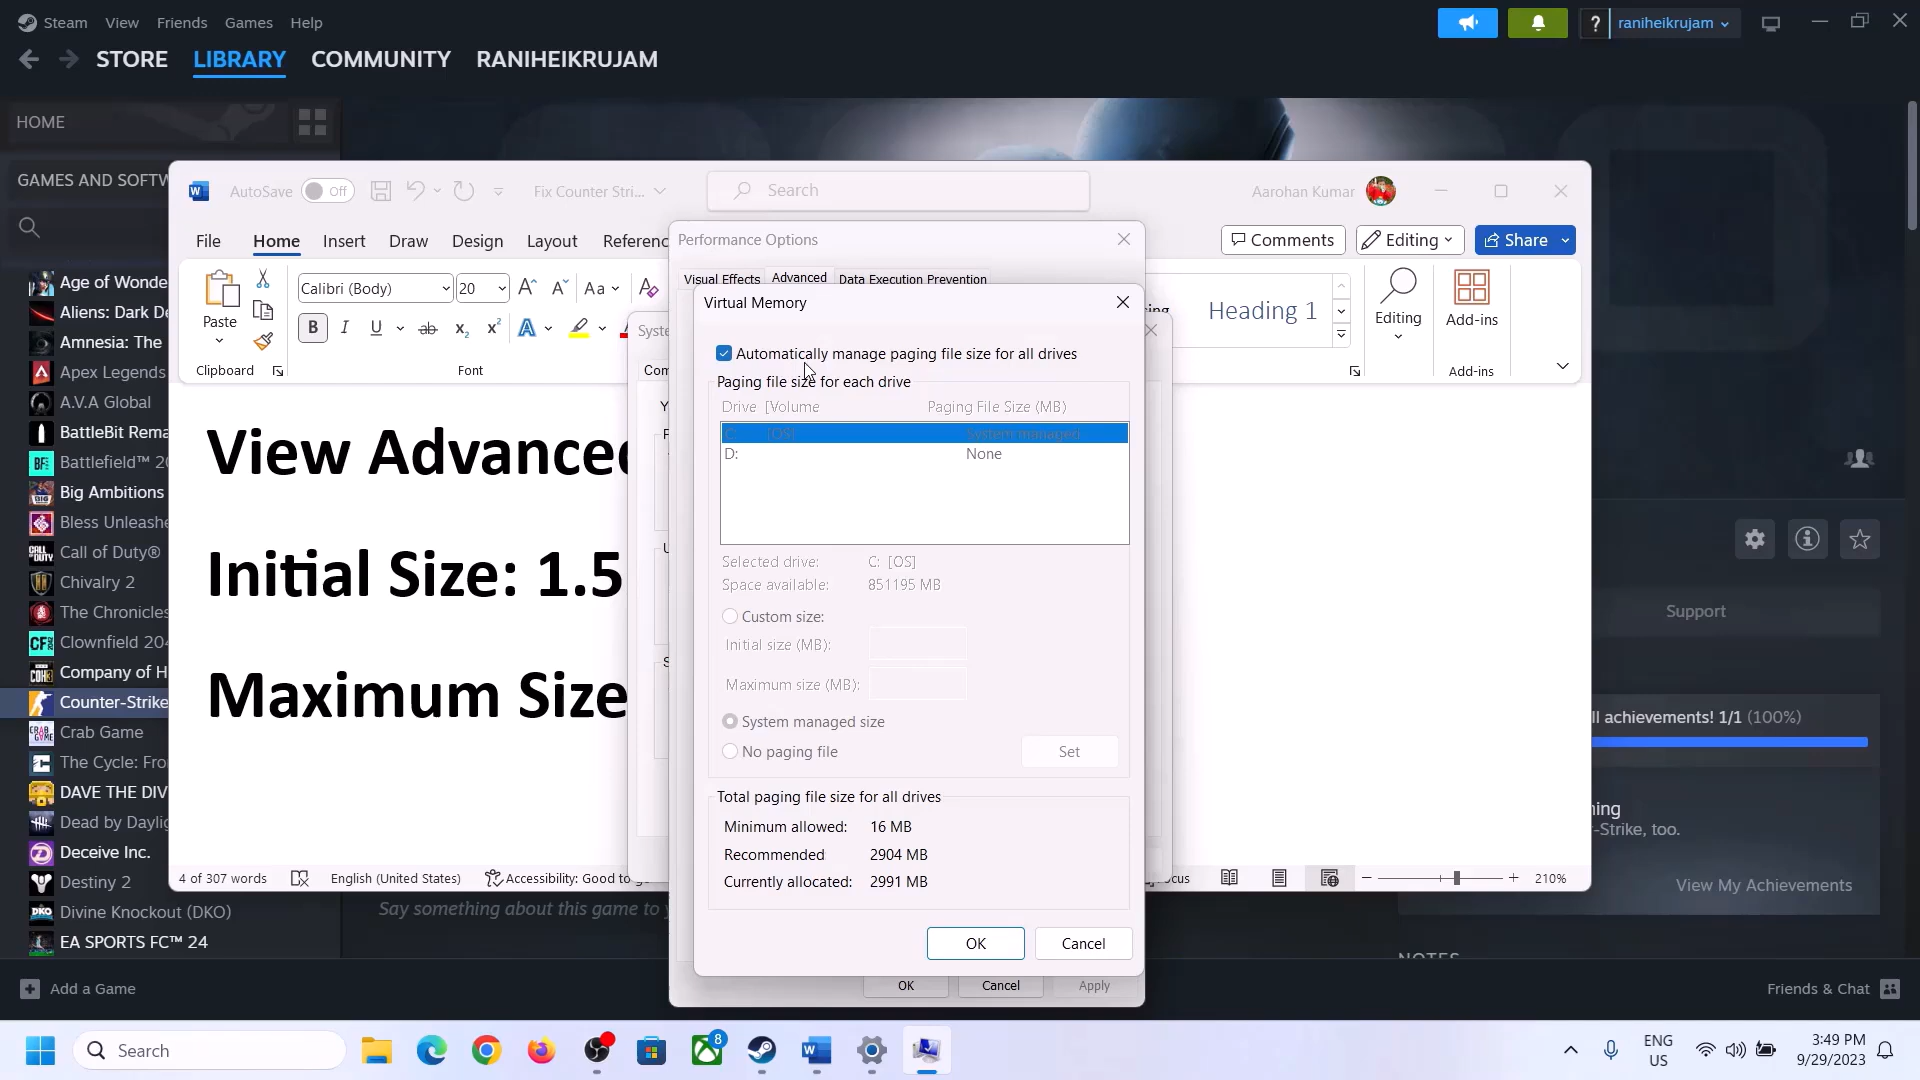 Steam View Friends Games Help
raniheikrujam
STORE LIBRARY COMMUNITY RANIHEIKRUJAM
HOME
GAMES AND SOFTW
Age of Wonde
Aliens: Dark De
Amnesia: The
Apex Legends
A.V.A Global
BattleBit Rema
Battlefield™ 20
Big Ambitions
Bless Unleashe
Call of Duty®
Chivalry 2
The Chronicles
Clownfield 204
Company of H
Counter-Strike
Crab Game
The Cycle: Fro
DAVE THE DIV
Dead by Daylig
Deceive Inc.
Destiny 2
Divine Knockout (DKO)
EA SPORTS FC™ 24
Add a Game
AutoSave Off
Fix Counter Stri...
Search
Aarohan Kumar
File Home Insert Draw Design Layout Referenc
Comments Editing Share
Paste
Calibri (Body) 20
Clipboard
Font
Heading 1
Editing
Add-ins
Add-ins
View Advanced
Initial Size: 1.5
Maximum Size
4 of 307 words English (United States) Accessibility: Good to g
210%
Performance Options
Visual Effects Advanced Data Execution Prevention
Virtual Memory
Automatically manage paging file size for all drives
Paging file size for each drive
Drive [Volume Paging File Size (MB)
C: [OS] System managed
D: None
Selected drive: C: [OS]
Space available: 851195 MB
Custom size:
Initial size (MB):
Maximum size (MB):
System managed size
No paging file
Set
Total paging file size for all drives
Minimum allowed: 16 MB
Recommended 2904 MB
Currently allocated: 2991 MB
OK Cancel
OK Cancel Apply
Support
ll achievements! 1/1 (100%)
-Strike, too.
View My Achievements
Say something about this game to y
NOTES
Friends & Chat
Search
8
ENG
US
3:49 PM
9/29/2023